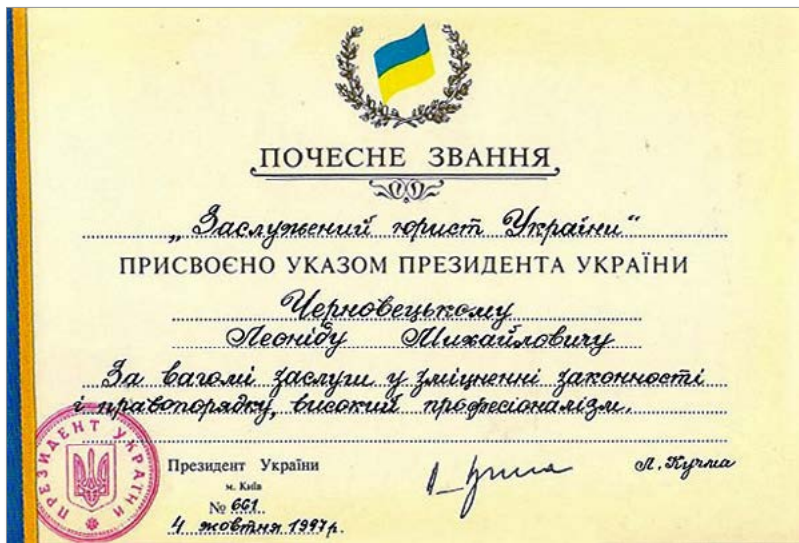 ПОЧЕСНЕ ЗВАННЯ
„Заслужений юрист України“
ПРИСВОЄНО УКАЗОМ ПРЕЗИДЕНТА УКРАЇНИ
Черновецькому
Леоніду Михайловичу
За вагомі заслуги у зміцненні законності
і правопорядку, високий професіоналізм.
ПРЕЗИДЕНТ УКРАЇНИ
Президент України
м. Київ
№ 661
4 жовтня 1997 р.
Л. Кучма